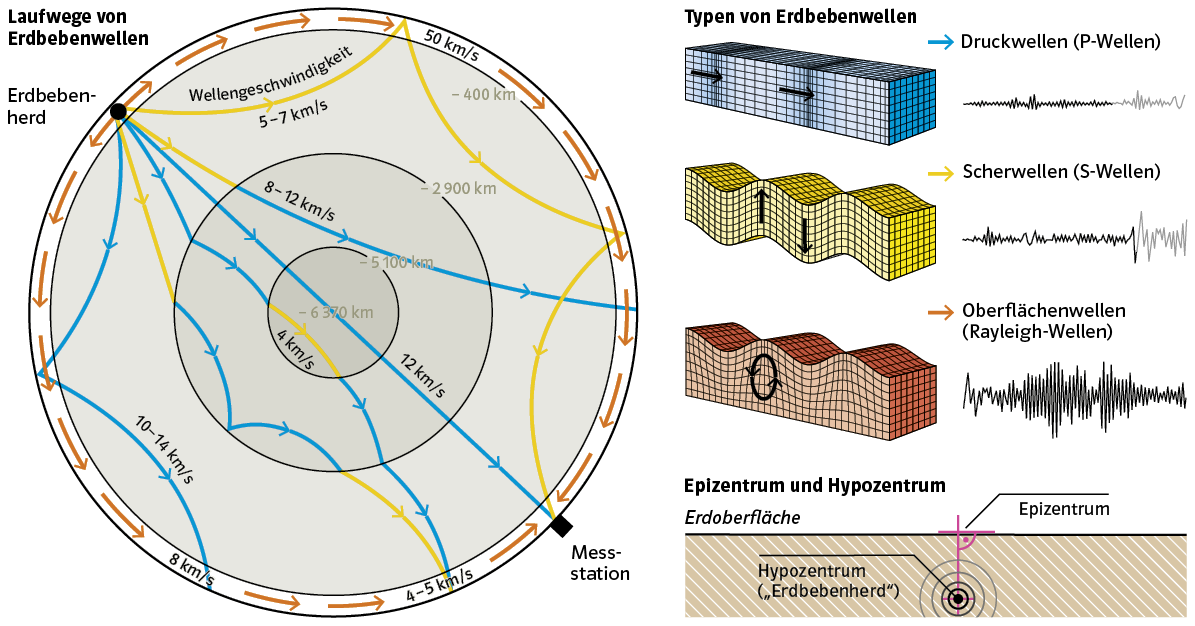 Laufwege von
Erdbebenwellen
Erdbeben-
herd
Wellengeschwindigkeit
5–7 km/s
50 km/s
– 400 km
– 2 900 km
8–12 km/s
– 5 100 km
– 6 370 km
4 km/s
12 km/s
10–14 km/s
8 km/s
4–5 km/s
Mess-
station
Typen von Erdbebenwellen
Druckwellen (P-Wellen)
Scherwellen (S-Wellen)
Oberflächenwellen
(Rayleigh-Wellen)
Epizentrum und Hypozentrum
Erdoberfläche
Epizentrum
Hypozentrum
(„Erdbebenherd“)